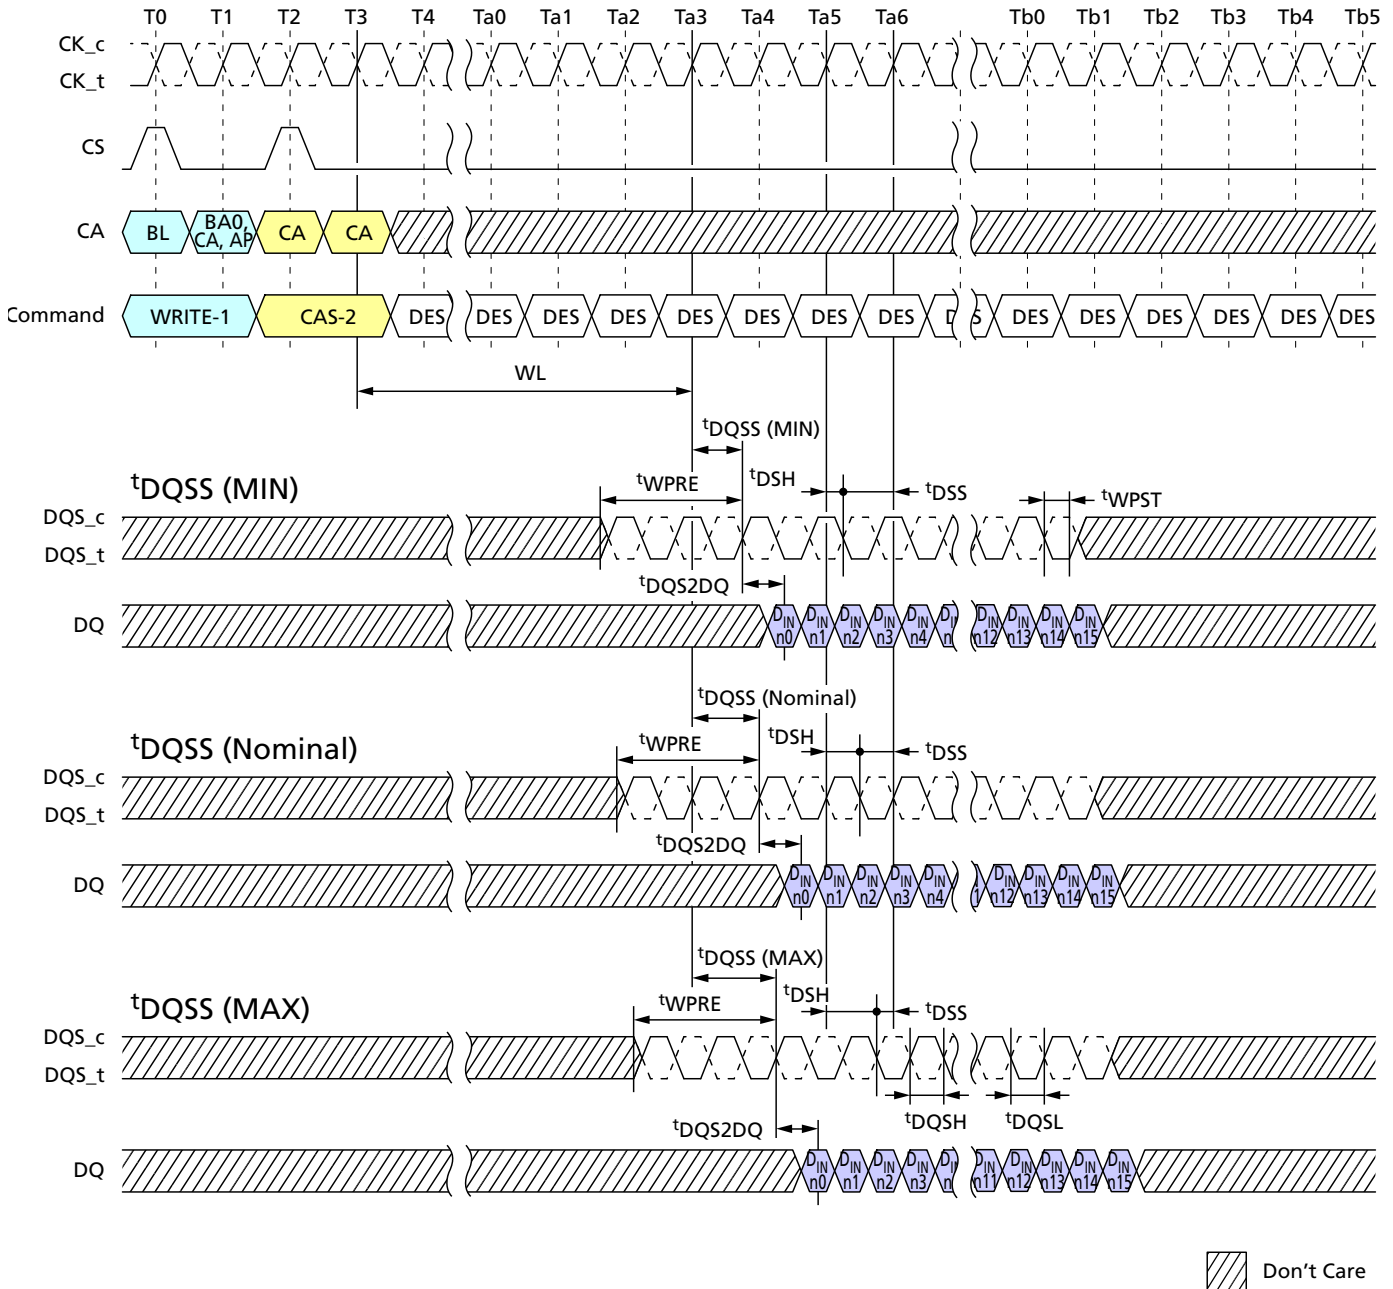 T0 T1 T2 T3 T4 Ta0 Ta1 Ta2 Ta3 Ta4 Ta5 Ta6 Tb0 Tb1 Tb2 Tb3 Tb4 Tb5
CK_c
CK_t
CS
CA BL BA0, CA, AP CA CA
Command WRITE-1 CAS-2 DES DES DES DES DES DES DES DES DES DES DES DES DES DES DES
WL
tDQSS (MIN)
tDQSS (MIN) tWPRE tDSH tDSS tWPST
DQS_c
DQS_t
tDQS2DQ
DQ DIN n0 DIN n1 DIN n2 DIN n3 DIN n4 DIN n12 DIN n13 DIN n14 DIN n15
tDQSS (Nominal)
tDQSS (Nominal) tWPRE tDSH tDSS
DQS_c
DQS_t
tDQS2DQ
DQ DIN n0 DIN n1 DIN n2 DIN n3 DIN n4 DIN n12 DIN n13 DIN n14 DIN n15
tDQSS (MAX)
tDQSS (MAX) tWPRE tDSH tDSS
DQS_c
DQS_t
tDQSH tDQSL
tDQS2DQ
DQ DIN n0 DIN n1 DIN n2 DIN n3 DIN n11 DIN n12 DIN n13 DIN n14 DIN n15
Don't Care